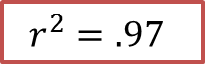 r² = .97